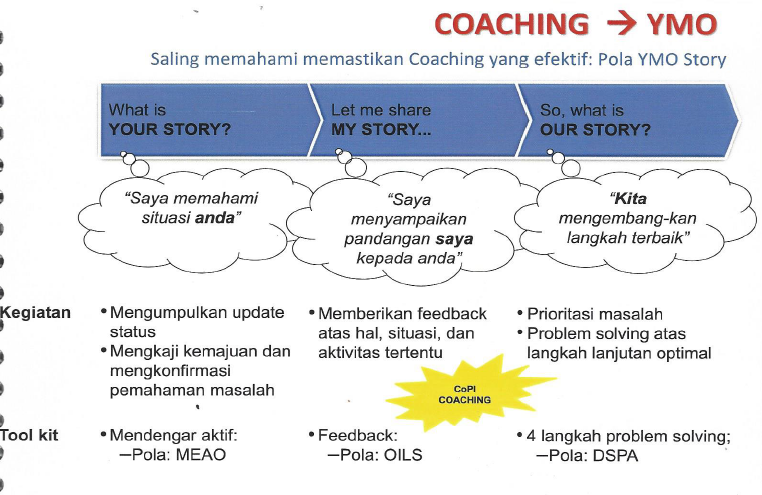 COACHING → YMO
Saling memahami memastikan Coaching yang efektif: Pola YMO Story
What is
YOUR STORY?
Let me share
MY STORY...
So, what is
OUR STORY?
“Saya memahami
situasi anda”
“Saya
menyampaikan
pandangan saya
kepada anda”
“Kita
mengembang-kan
langkah terbaik”
Kegiatan
• Mengumpulkan update
status
• Mengkaji kemajuan dan
mengkonfirmasi
pemahaman masalah
• Memberikan feedback
atas hal, situasi, dan
aktivitas tertentu
• Prioritasi masalah
• Problem solving atas
langkah lanjutan optimal
CoPI
COACHING
Tool kit
• Mendengar aktif:
–Pola: MEAO
• Feedback:
–Pola: OILS
• 4 langkah problem solving;
–Pola: DSPA